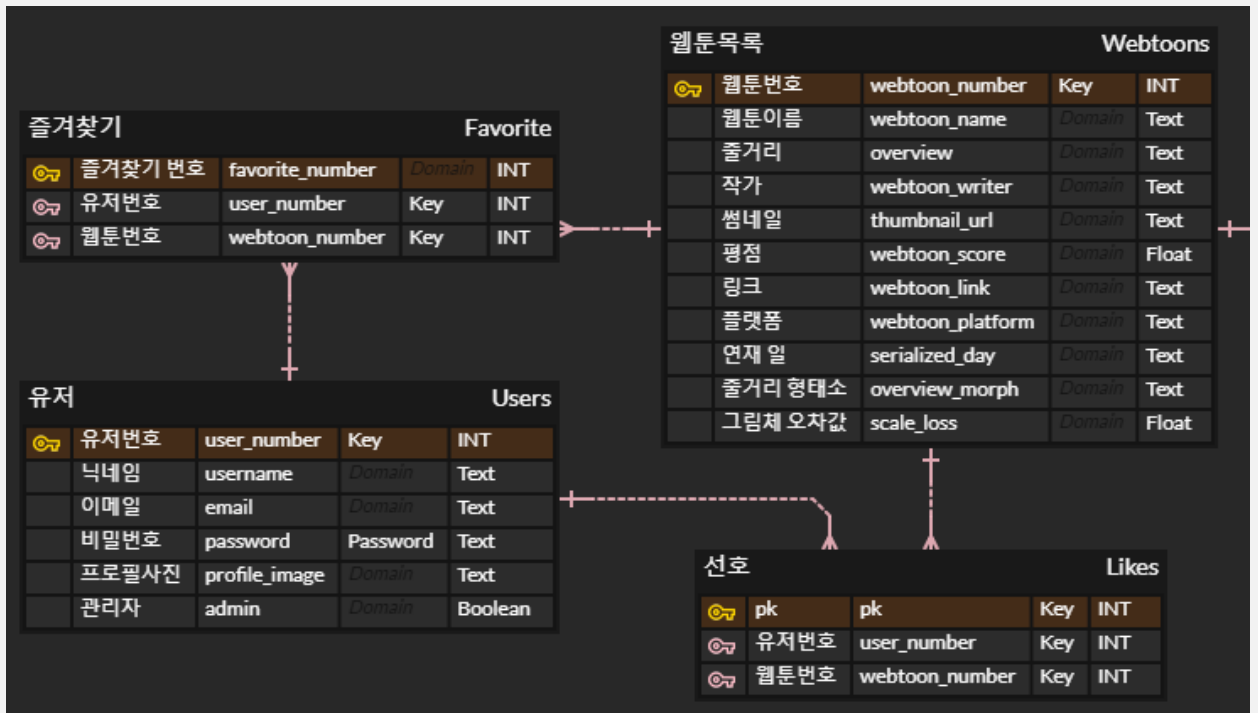 웹툰목록 Webtoons
웹툰번호 webtoon_number Key INT
웹툰이름 webtoon_name Domain Text
줄거리 overview Domain Text
작가 webtoon_writer Domain Text
썸네일 thumbnail_url Domain Text
평점 webtoon_score Domain Float
링크 webtoon_link Domain Text
플랫폼 webtoon_platform Domain Text
연재 일 serialized_day Domain Text
줄거리 형태소 overview_morph Domain Text
그림체 오차값 scale_loss Domain Float
즐겨찾기 Favorite
즐겨찾기 번호 favorite_number Domain INT
유저번호 user_number Key INT
웹툰번호 webtoon_number Key INT
유저 Users
유저번호 user_number Key INT
닉네임 username Domain Text
이메일 email Domain Text
비밀번호 password Password Text
프로필사진 profile_image Domain Text
관리자 admin Domain Boolean
선호 Likes
pk pk Key INT
유저번호 user_number Key INT
웹툰번호 webtoon_number Key INT